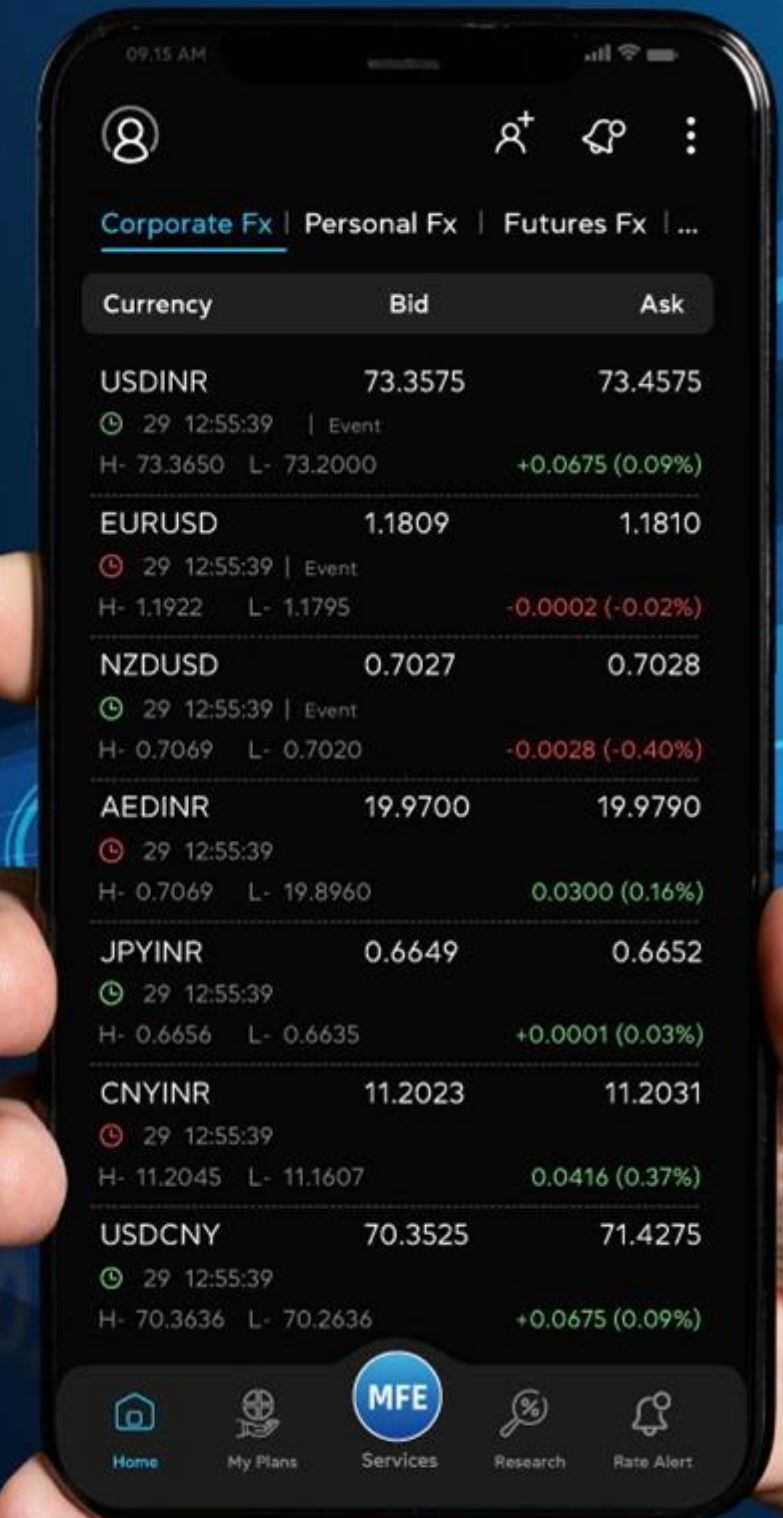 09.15 AM
Corporate Fx | Personal Fx | Futures Fx | ...
Currency Bid Ask
USDINR 73.3575 73.4575
29 12:55:39 | Event
H- 73.3650 L- 73.2000 +0.0675 (0.09%)
EURUSD 1.1809 1.1810
29 12:55:39 | Event
H- 1.1922 L- 1.1795 -0.0002 (-0.02%)
NZDUSD 0.7027 0.7028
29 12:55:39 | Event
H- 0.7069 L- 0.7020 -0.0028 (-0.40%)
AEDINR 19.9700 19.9790
29 12:55:39
H- 0.7069 L- 19.8960 0.0300 (0.16%)
JPYINR 0.6649 0.6652
29 12:55:39
H- 0.6656 L- 0.6635 +0.0001 (0.03%)
CNYINR 11.2023 11.2031
29 12:55:39
H- 11.2045 L- 11.1607 0.0416 (0.37%)
USDCNY 70.3525 71.4275
29 12:55:39
H- 70.3636 L- 70.2636 +0.0675 (0.09%)
MFE
Home My Plans Services Research Rate Alert